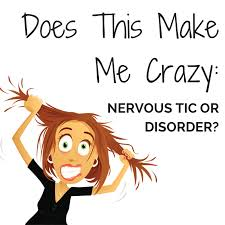 Does This Make
Me Crazy:
NERVOUS TIC OR
DISORDER?